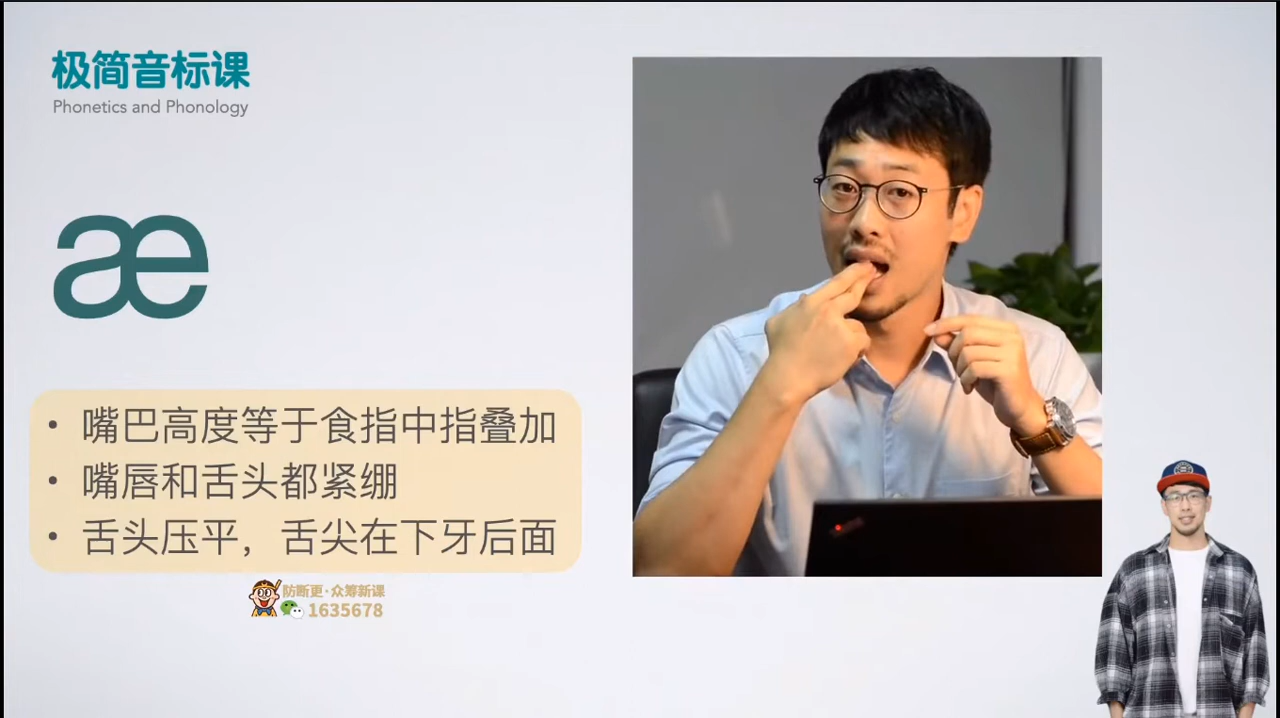 极简音标课
Phonetics and Phonology
æ
• 嘴巴高度等于食指中指叠加
• 嘴唇和舌头都紧绷
• 舌头压平，舌尖在下牙后面
防断更·众筹新课
1635678